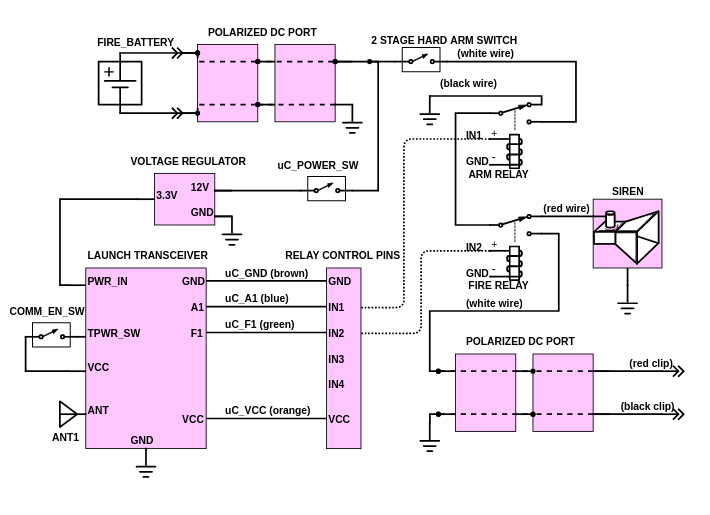 POLARIZED DC PORT
FIRE_BATTERY
2 STAGE HARD ARM SWITCH
(white wire)
(black wire)
+
IN1 +
GND -
ARM RELAY
VOLTAGE REGULATOR
uC_POWER_SW
3.3V
12V
GND
SIREN
(red wire)
IN2 +
GND -
FIRE RELAY
(white wire)
LAUNCH TRANSCEIVER
RELAY CONTROL PINS
PWR_IN
GND
uC_GND (brown)
GND
A1
uC_A1 (blue)
IN1
COMM_EN_SW
TPWR_SW
F1
uC_F1 (green)
IN2
IN3
VCC
IN4
ANT
ANT1
VCC
uC_VCC (orange)
VCC
GND
POLARIZED DC PORT
(red clip)
(black clip)